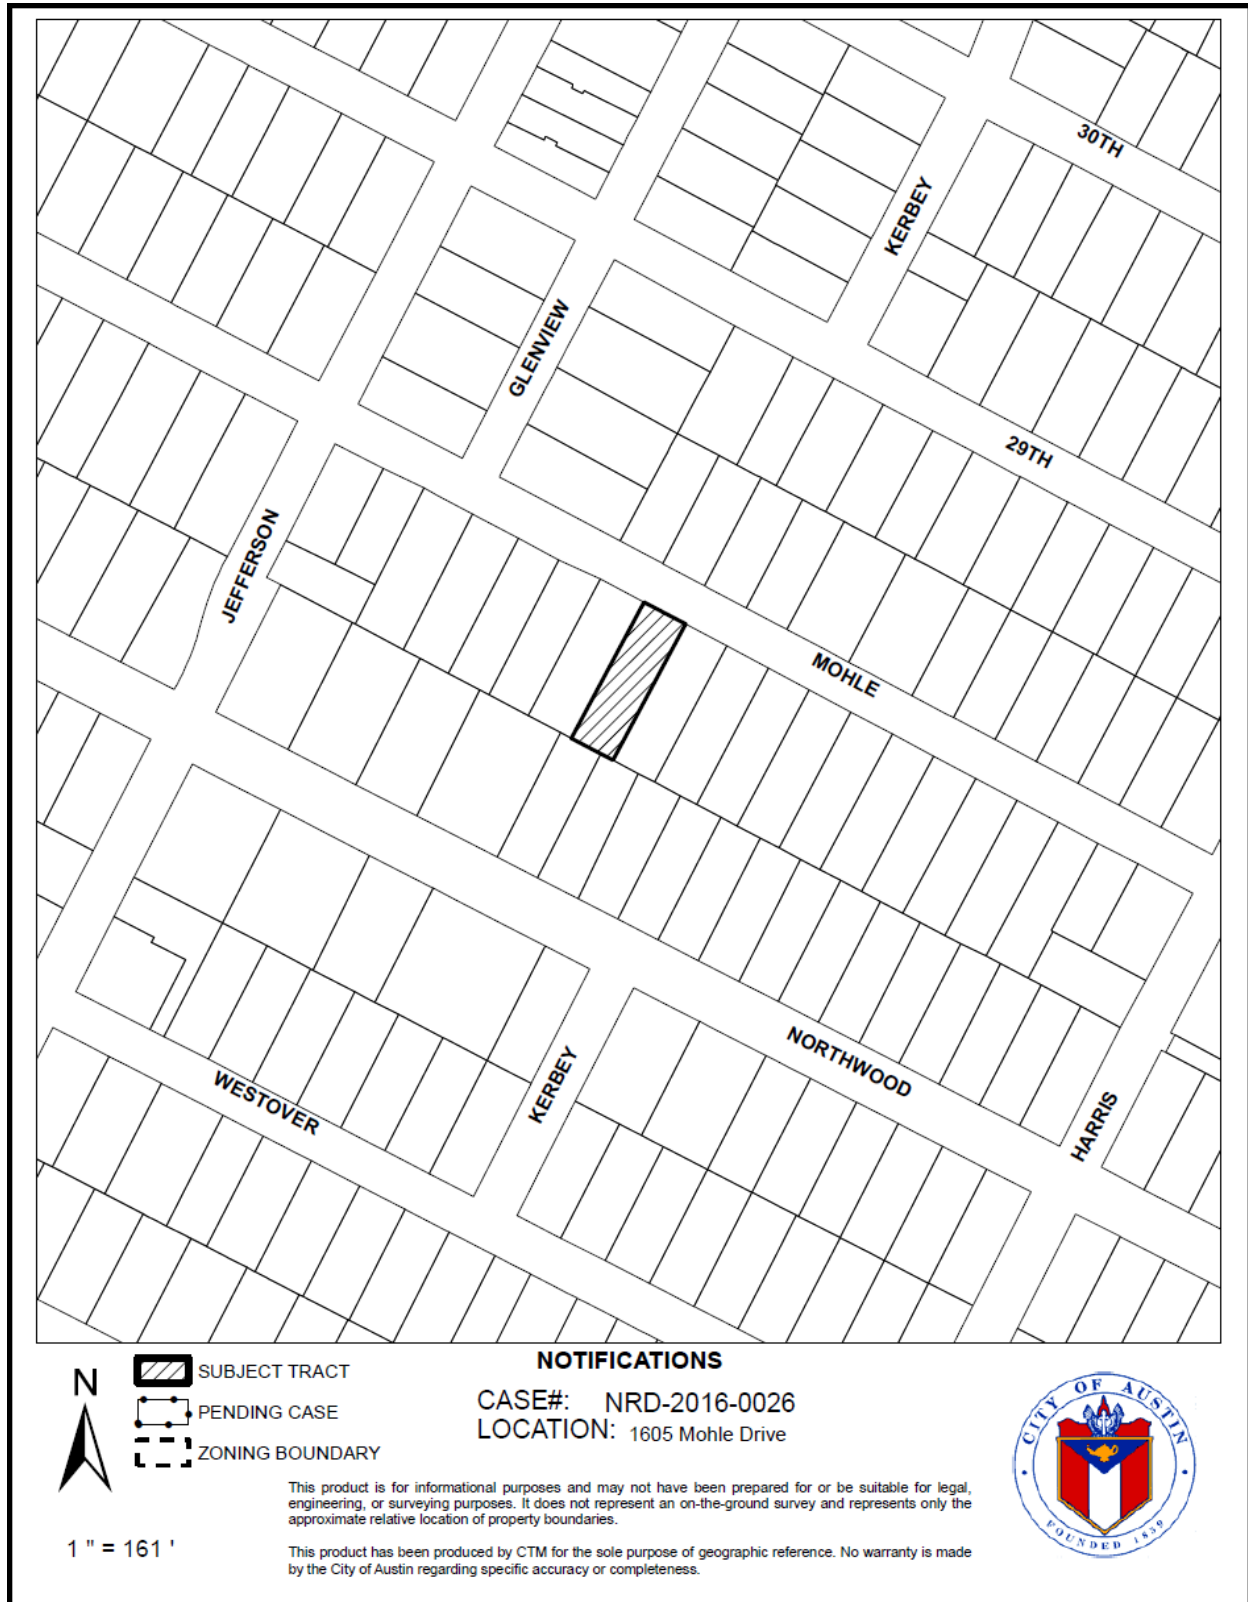 30TH
KERBEY
GLENVIEW
29TH
JEFFERSON
MOHLE
NORTHWOOD
KERBEY
WESTOVER
HARRIS
N
1 " = 161 '
SUBJECT TRACT
PENDING CASE
ZONING BOUNDARY
NOTIFICATIONS
CASE#: NRD-2016-0026
LOCATION: 1605 Mohle Drive
This product is for informational purposes and may not have been prepared for or be suitable for legal,
engineering, or surveying purposes. It does not represent an on-the-ground survey and represents only the
approximate relative location of property boundaries.
This product has been produced by CTM for the sole purpose of geographic reference. No warranty is made
by the City of Austin regarding specific accuracy or completeness.
CITY OF AUSTIN
FOUNDED 1839